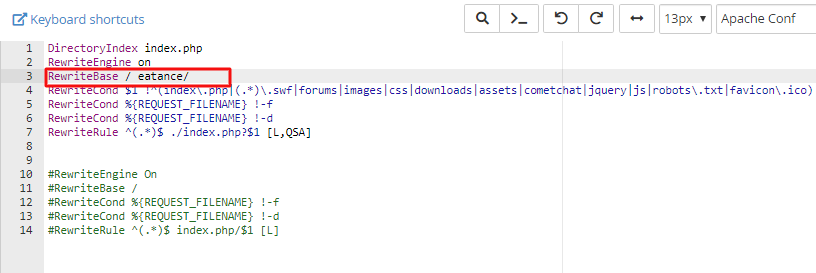 Keyboard shortcuts
13px
Apache Conf
1 DirectoryIndex index.php
2 RewriteEngine on
3 RewriteBase / eatance/
4 RewriteCond $1 !^(index\.php|(.*)\.swf|forums|images|css|downloads|assets|cometchat|jquery|js|robots\.txt|favicon\.ico)
5 RewriteCond %{REQUEST_FILENAME} !-f
6 RewriteCond %{REQUEST_FILENAME} !-d
7 RewriteRule ^(.*)$ ./index.php?$1 [L,QSA]
8
9
10 #RewriteEngine On
11 #RewriteBase /
12 #RewriteCond %{REQUEST_FILENAME} !-f
13 #RewriteCond %{REQUEST_FILENAME} !-d
14 #RewriteRule ^(.*)$ index.php/$1 [L]